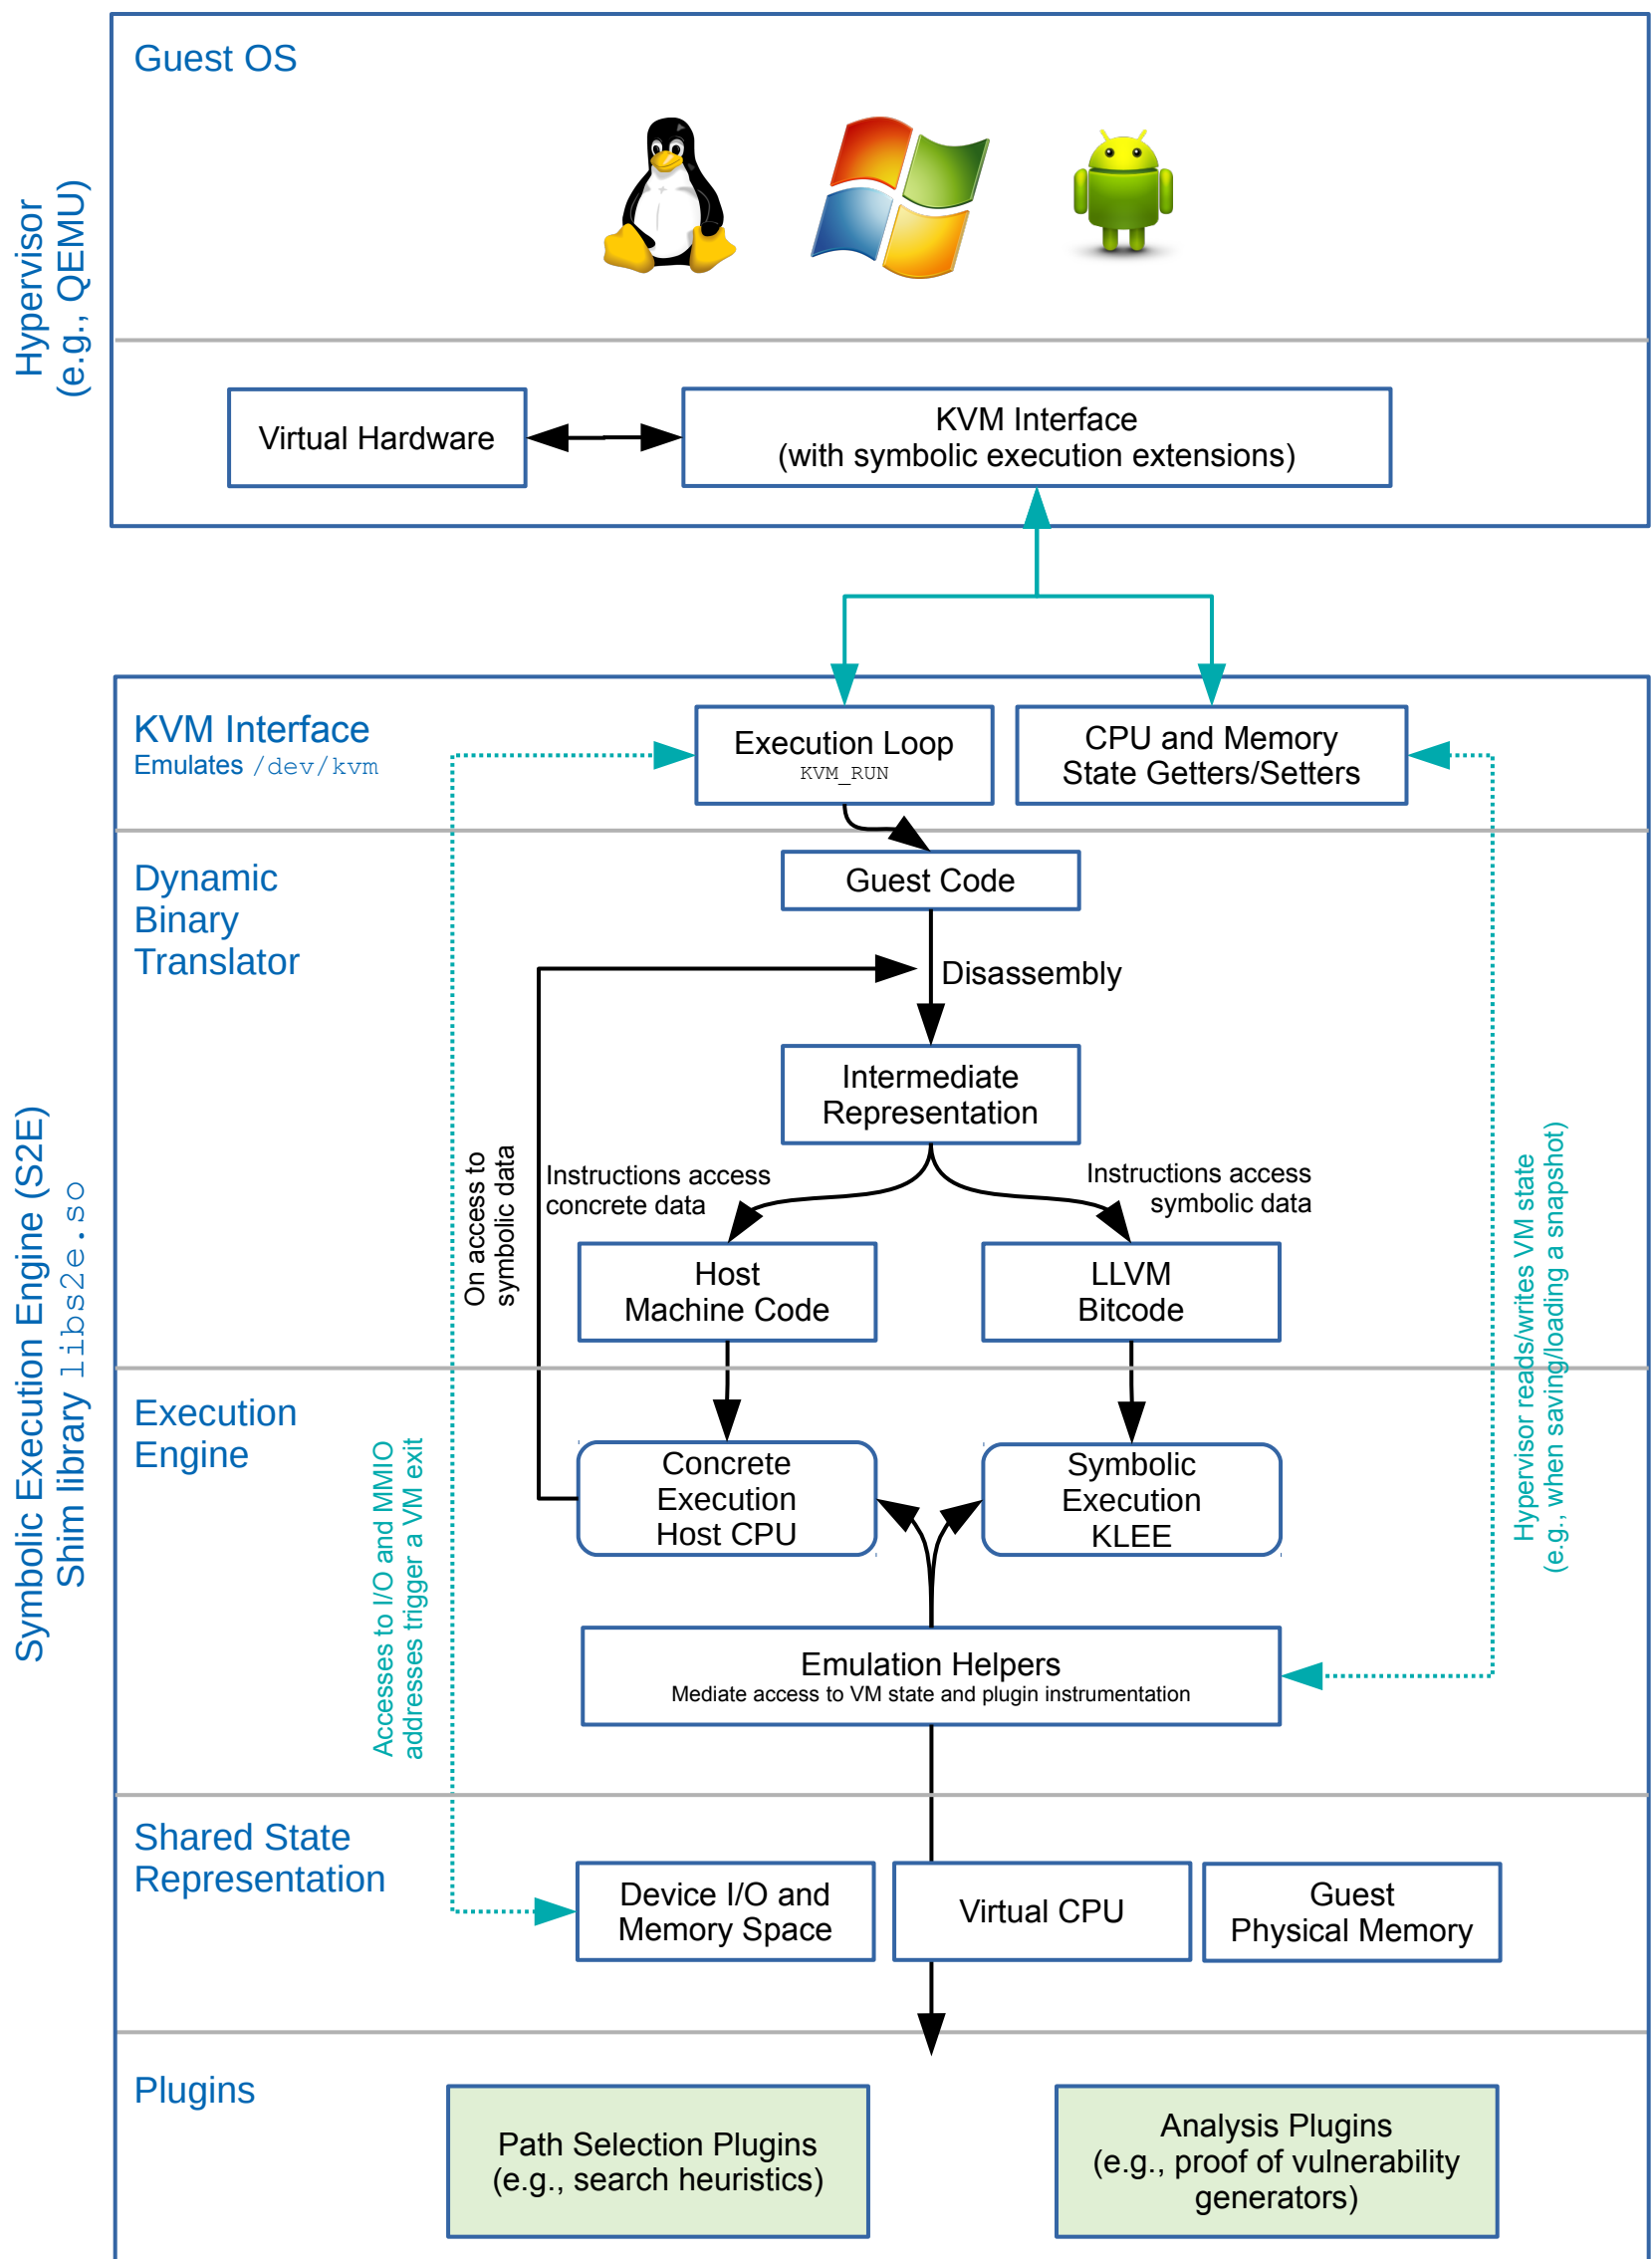 Guest OS
Hypervisor
(e.g., QEMU)
Virtual Hardware
KVM Interface
(with symbolic execution extensions)
Symbolic Execution Engine (S2E)
Shim library libs2e.so
KVM Interface
Emulates /dev/kvm
Execution Loop
KVM_RUN
CPU and Memory
State Getters/Setters
Dynamic
Binary
Translator
Guest Code
Disassembly
Intermediate
Representation
On access to
symbolic data
Instructions access
concrete data
Instructions access
symbolic data
Host
Machine Code
LLVM
Bitcode
Hypervisor reads/writes VM state
(e.g., when saving/loading a snapshot)
Execution
Engine
Concrete
Execution
Host CPU
Symbolic
Execution
KLEE
Accesses to I/O and MMIO
addresses trigger a VM exit
Emulation Helpers
Mediate access to VM state and plugin instrumentation
Shared State
Representation
Device I/O and
Memory Space
Virtual CPU
Guest
Physical Memory
Plugins
Path Selection Plugins
(e.g., search heuristics)
Analysis Plugins
(e.g., proof of vulnerability
generators)